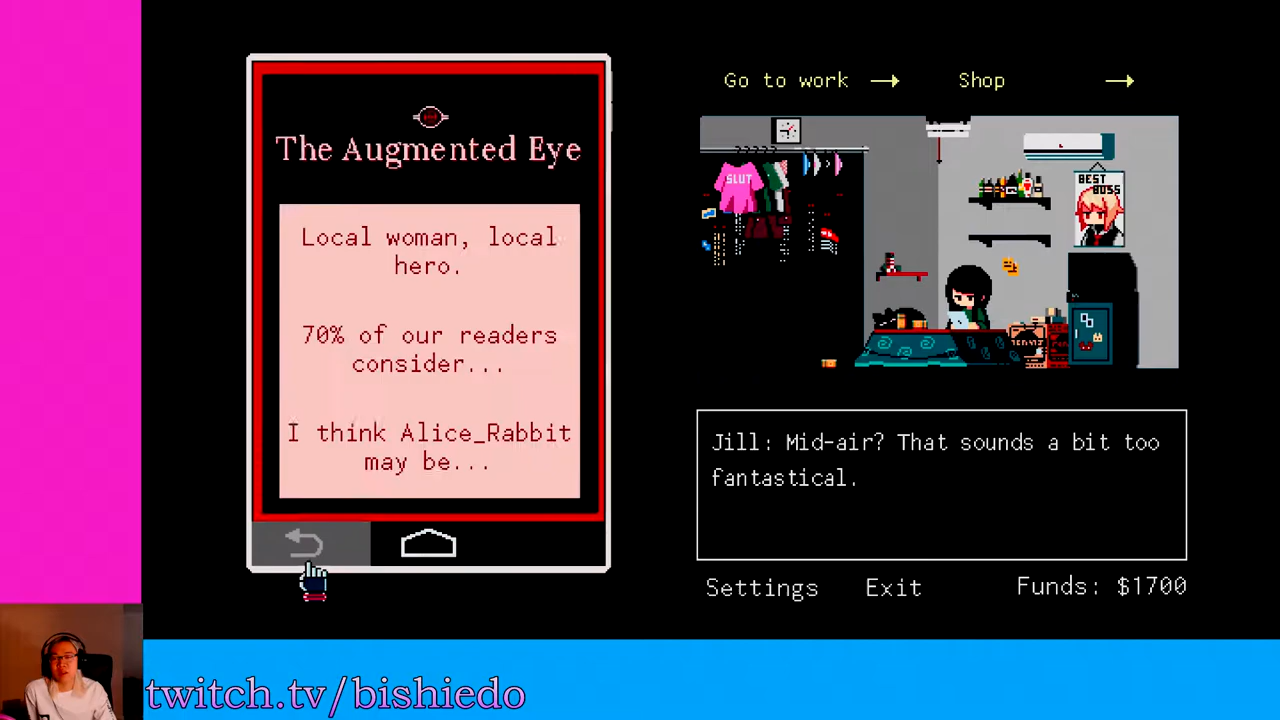 The Augmented Eye
Local woman, local
hero.
70% of our readers
consider...
I think Alice_Rabbit
may be...
Go to work
Shop
SLUT
BEST
BOSS
Jill: Mid-air? That sounds a bit too
fantastical.
Settings
Exit
Funds: $1700
twitch.tv/bishiedo